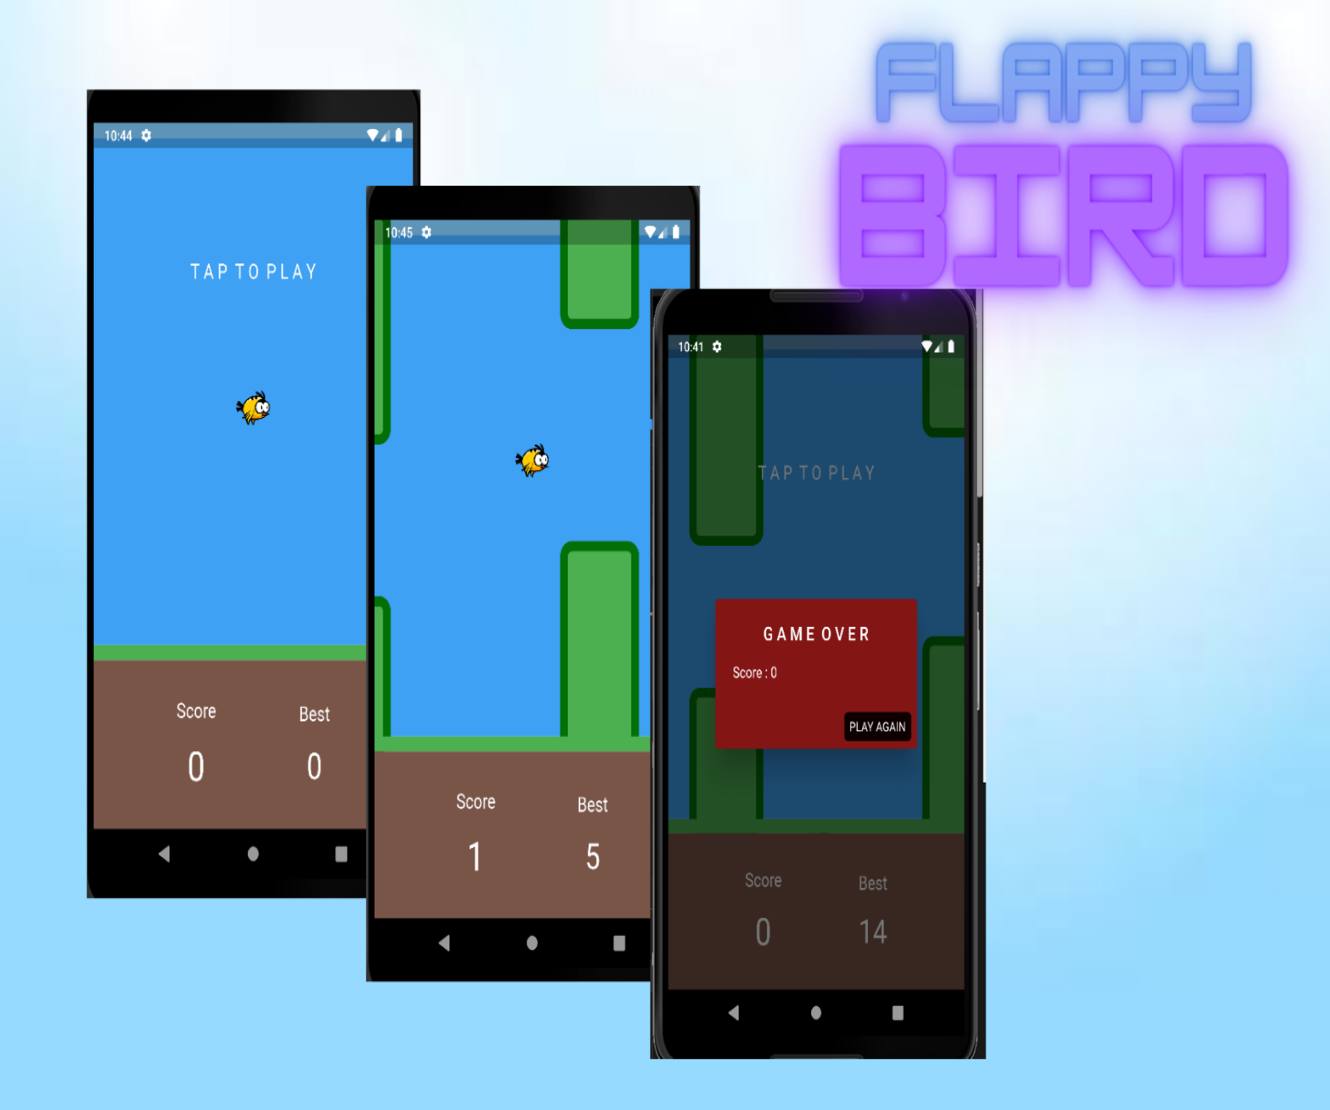 FLAPPY
BIRD
10:44
TAP TO PLAY
Score Best
0 0
10:45
Score Best
1 5
10:41
TAP TO PLAY
GAME OVER
Score : 0
PLAY AGAIN
Score Best
0 14